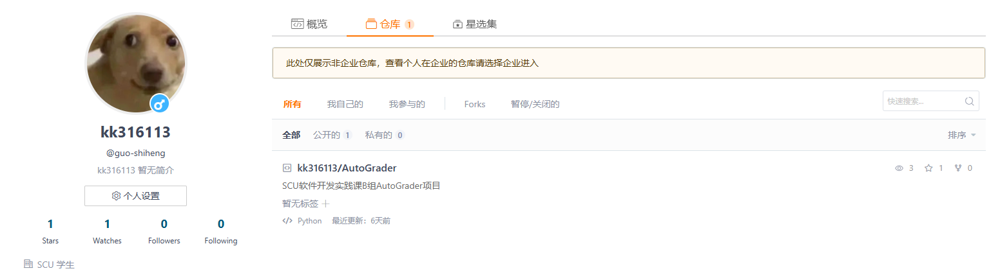 kk316113
@guo-shiheng
kk316113 暂无简介
个人设置
1 1 0 0
Stars Watches Followers Following
SCU 学生
概览 仓库 1 星选集
此处仅展示非企业仓库，查看个人在企业的仓库请选择企业进入
所有 我自己的 我参与的 Forks 暂停/关闭的 快速搜索...
全部 公开的 1 私有的 0 排序
kk316113/AutoGrader 3 1 0
SCU软件开发实践课B组AutoGrader项目
暂无标签
Python 最近更新：6天前